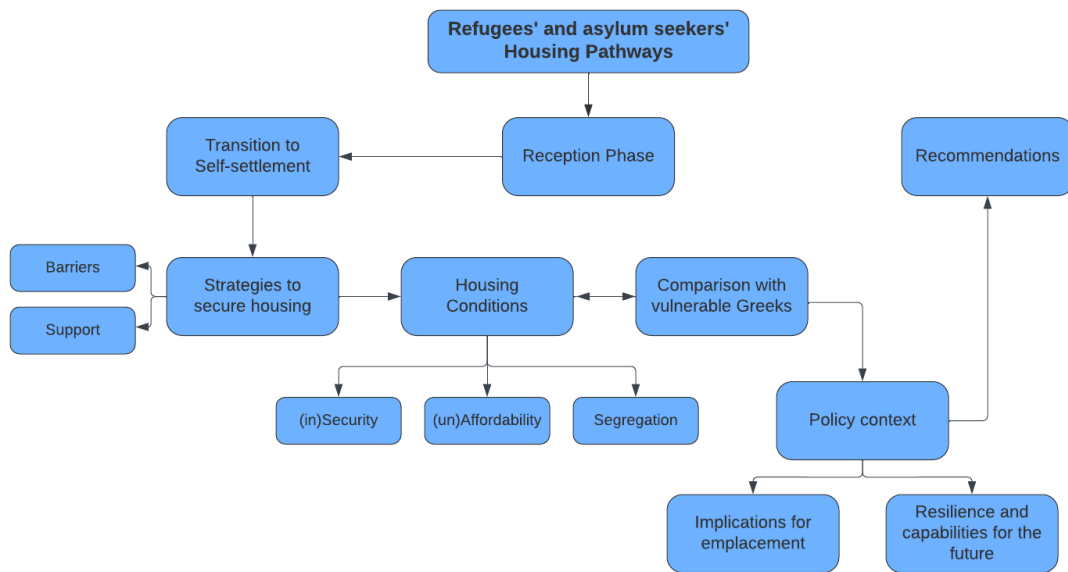 Refugees' and asylum seekers'
Housing Pathways
Transition to
Self-settlement
Reception Phase
Recommendations
Barriers
Support
Strategies to
secure housing
Housing
Conditions
Comparison with
vulnerable Greeks
(in)Security
(un)Affordability
Segregation
Policy context
Implications for
emplacement
Resilience and
capabilities for the
future